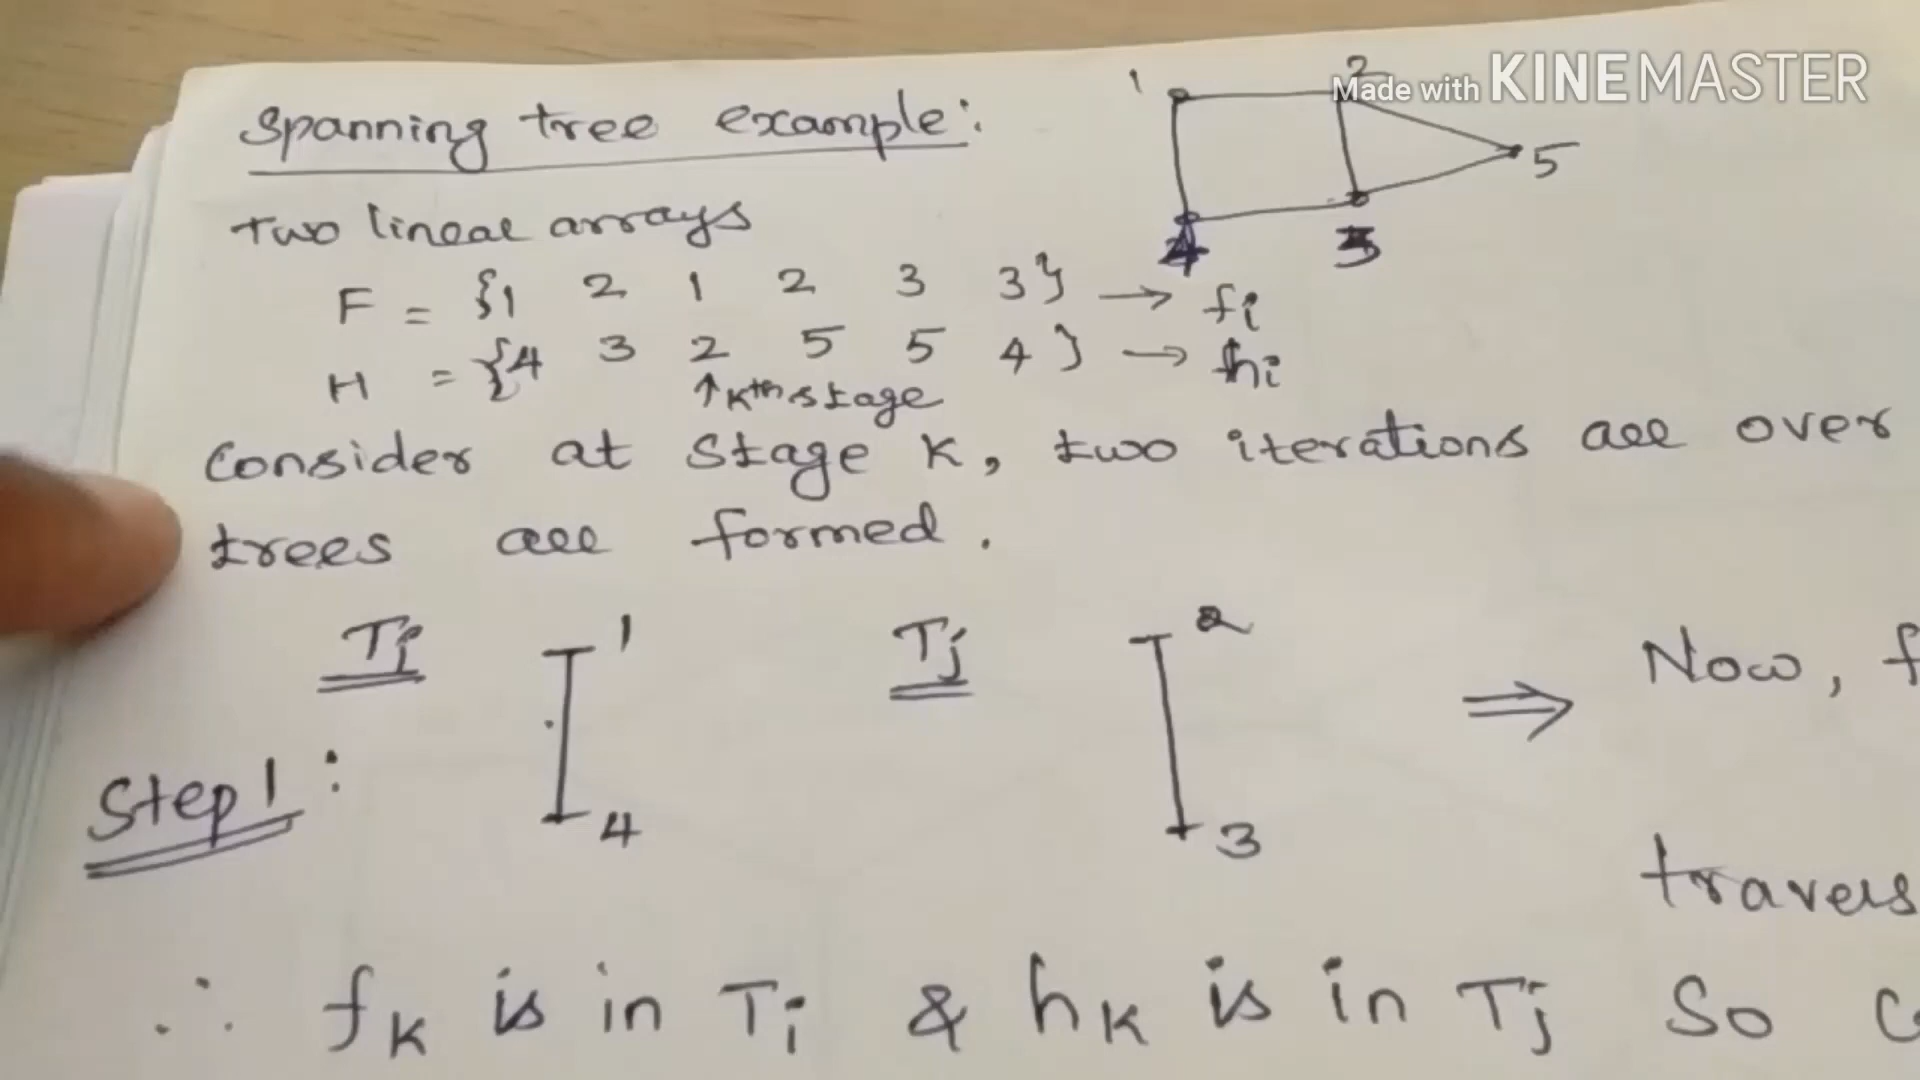 Made with KINEMASTER
Spanning tree example:
1 2
5
4 3
two linear arrays
F = {1 2 1 2 3 3} → fi
H = {4 3 2 5 5 4} → hi
↑Kth stage
Consider at stage K, two iterations are over
trees are formed.
Ti 1 Tj 2 ⇒ Now, f
Step 1: 4 3
travers
∴ fK is in Ti & hK is in Tj So